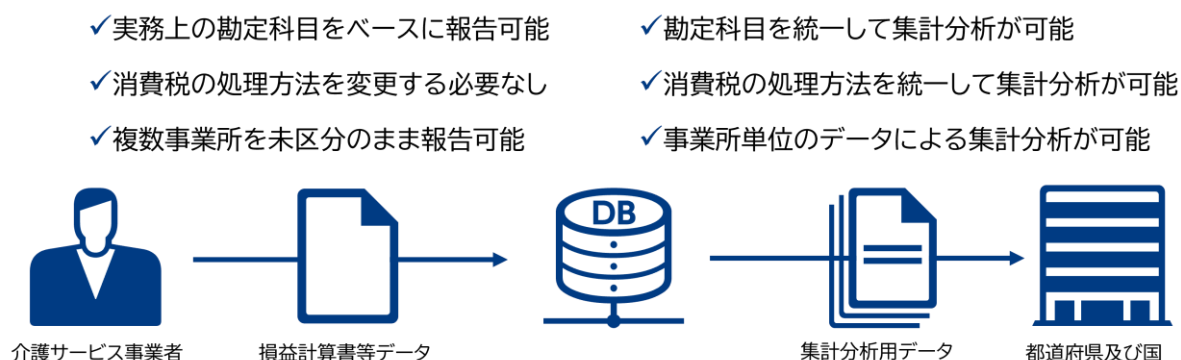 ✓実務上の勘定科目をベースに報告可能
✓消費税の処理方法を変更する必要なし
✓複数事業所を未区分のまま報告可能
✓勘定科目を統一して集計分析が可能
✓消費税の処理方法を統一して集計分析が可能
✓事業所単位のデータによる集計分析が可能
DB
介護サービス事業者
損益計算書等データ
集計分析用データ
都道府県及び国